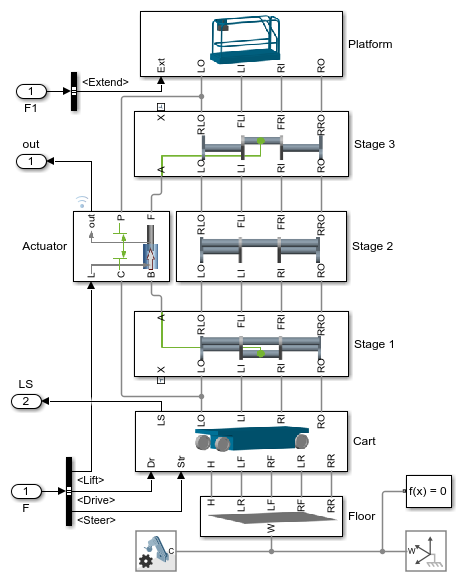 Platform
Ext LO LI RI RO
1
<Extend>
F1
X
RLO FLI FRI RRO
out
1
Stage 3
A LO LI RI RO
out P F
RLO FLI FRI RRO
Actuator
Stage 2
L C B
LO LI RI RO
A RLO FLI FRI RRO
Stage 1
X LO LI RI RO
LS
2
LS LO LI RI RO
Cart
Dr Str H LF RF LR RR
1
F
<Lift>
<Drive>
<Steer>
f(x) = 0
H LR LF RF RR
Floor
W
C
W